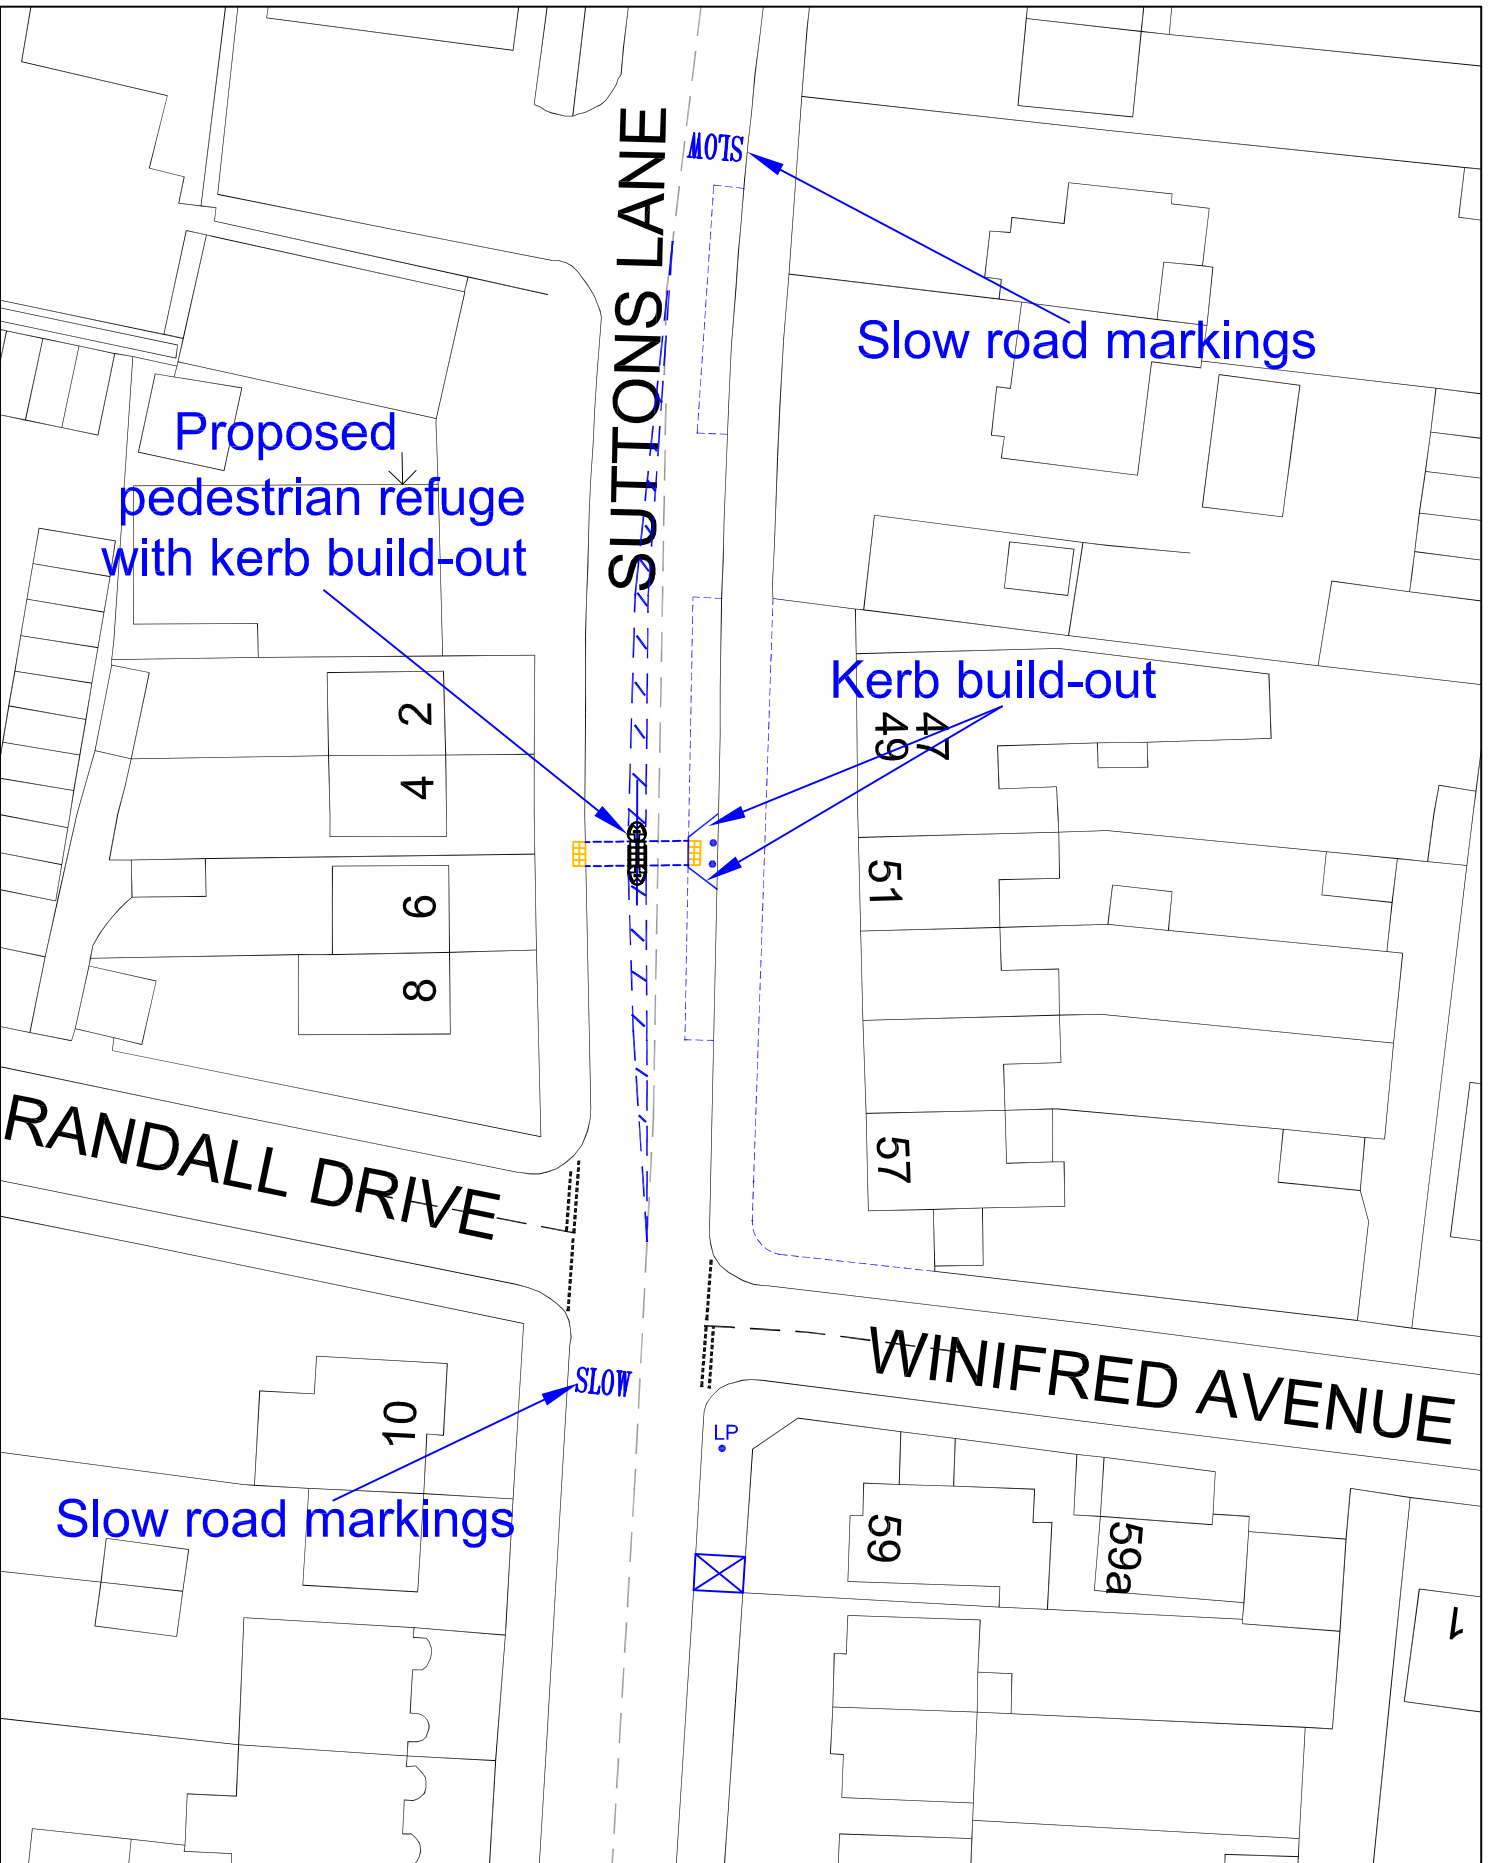 SLOW
SUTTONS LANE
Slow road markings
Proposed
pedestrian refuge
with kerb build-out
Kerb build-out
2
4
6
8
47
49
51
57
RANDALL DRIVE
WINIFRED AVENUE
SLOW
10
LP
Slow road markings
59
59a
1